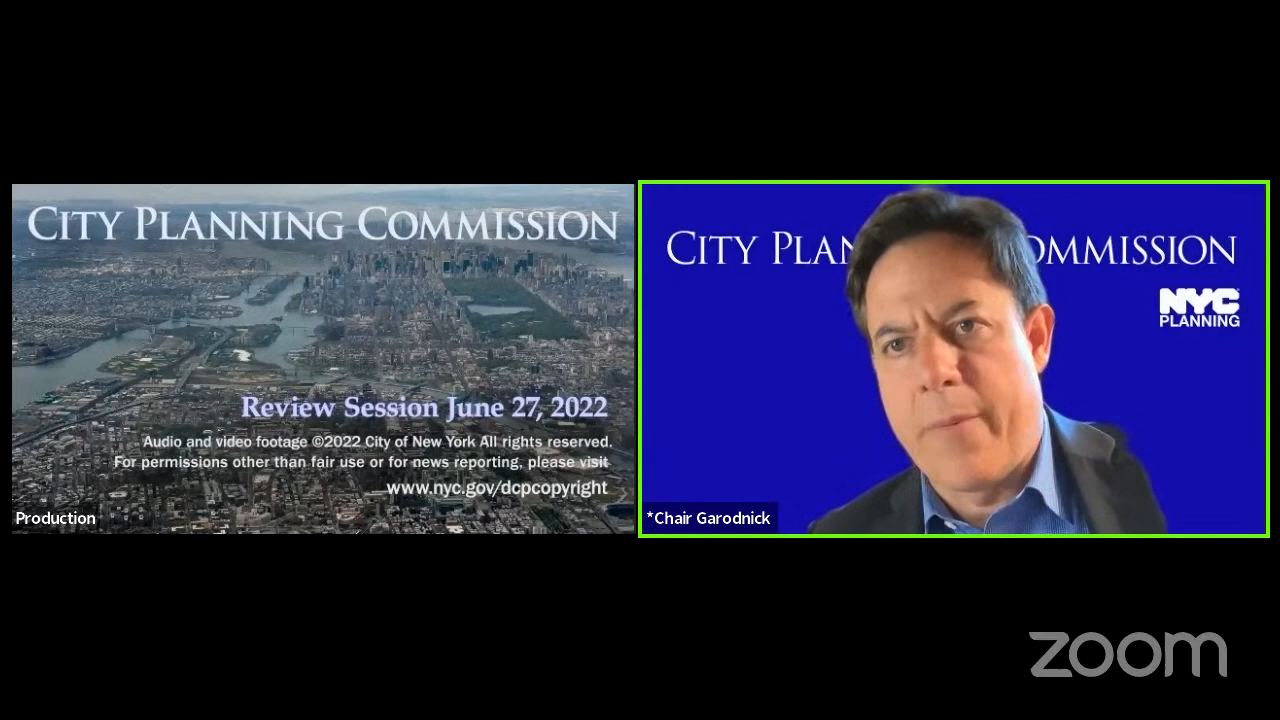 CITY PLANNING COMMISSION
Review Session June 27, 2022
Audio and video footage ©2022 City of New York All rights reserved.
For permissions other than fair use or for news reporting, please visit
www.nyc.gov/dcpcopyright
Production
CITY PLAN OMMISSION
NYC
PLANNING
*Chair Garodnick
zoom